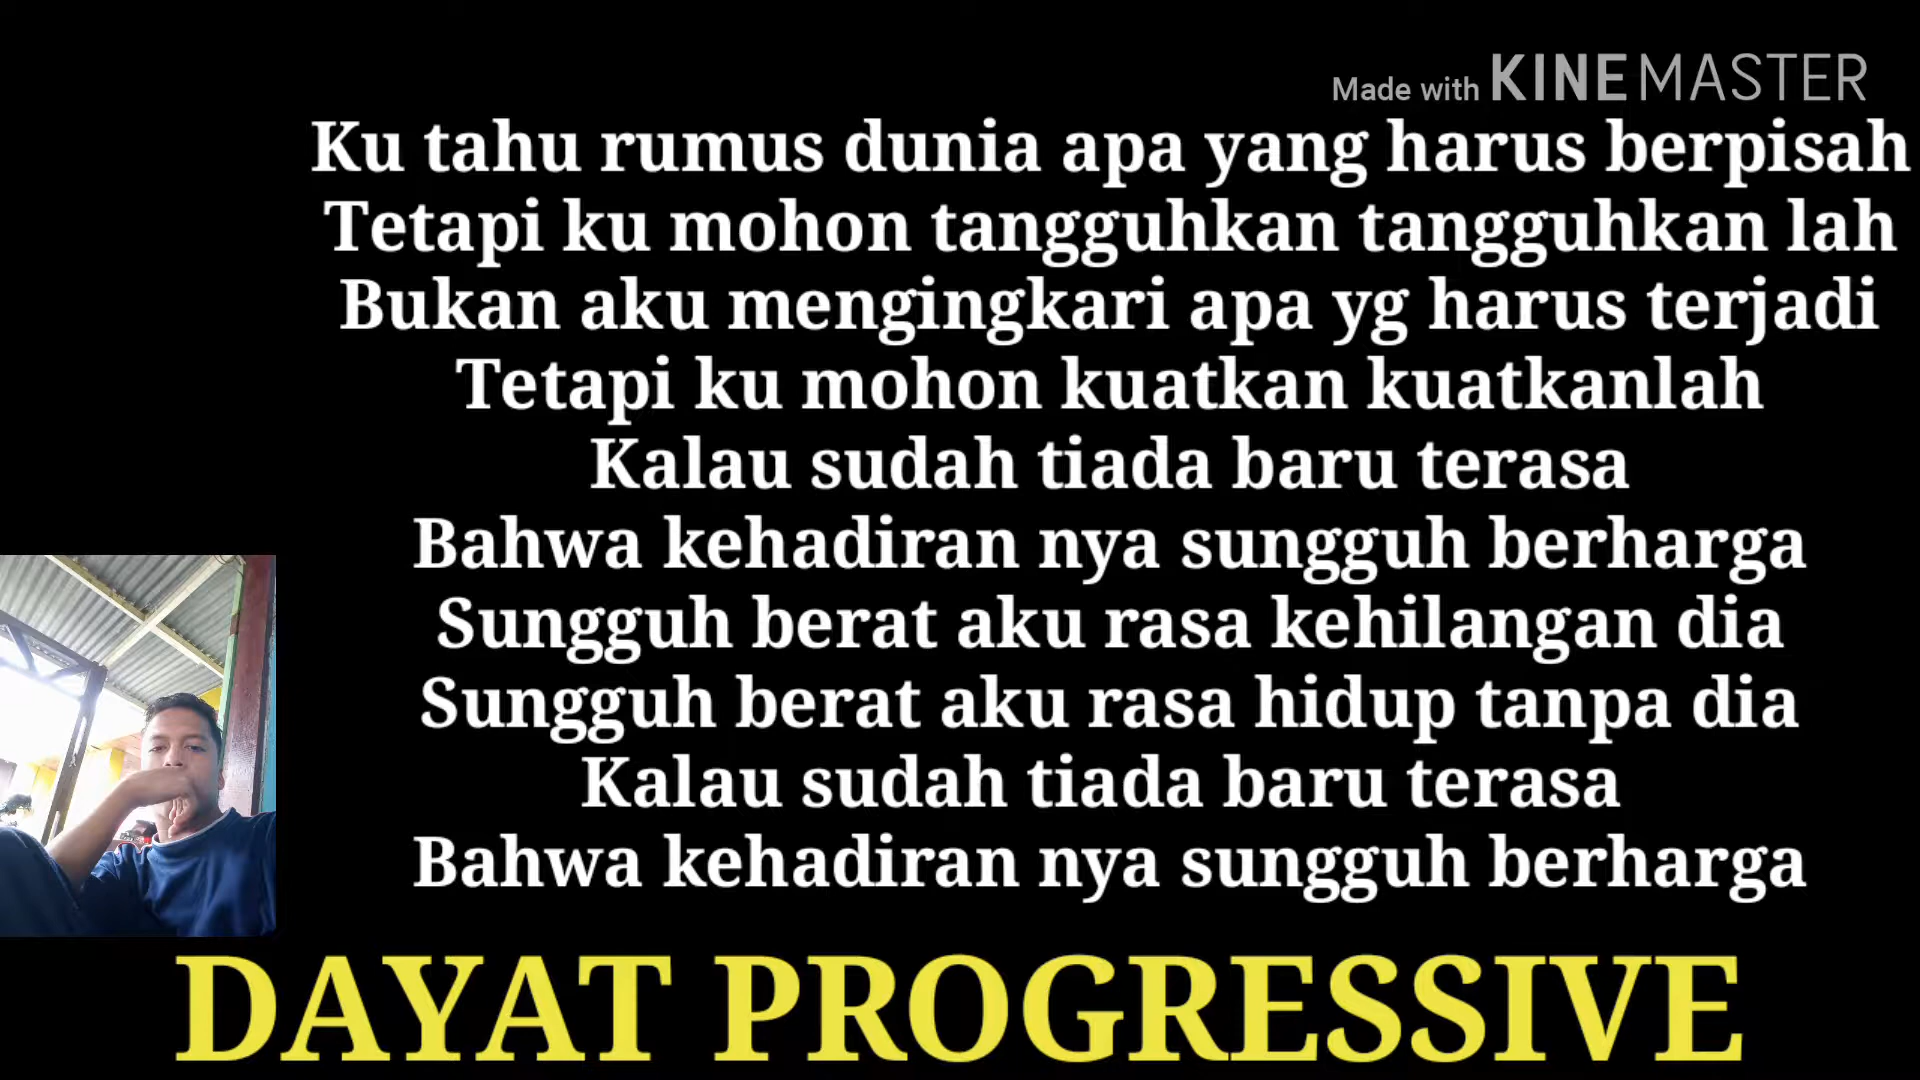 Made with KINEMASTER
Ku tahu rumus dunia apa yang harus berpisah
Tetapi ku mohon tangguhkan tangguhkan lah
Bukan aku mengingkari apa yg harus terjadi
Tetapi ku mohon kuatkan kuatkanlah
Kalau sudah tiada baru terasa
Bahwa kehadiran nya sungguh berharga
Sungguh berat aku rasa kehilangan dia
Sungguh berat aku rasa hidup tanpa dia
Kalau sudah tiada baru terasa
Bahwa kehadiran nya sungguh berharga
DAYAT PROGRESSIVE